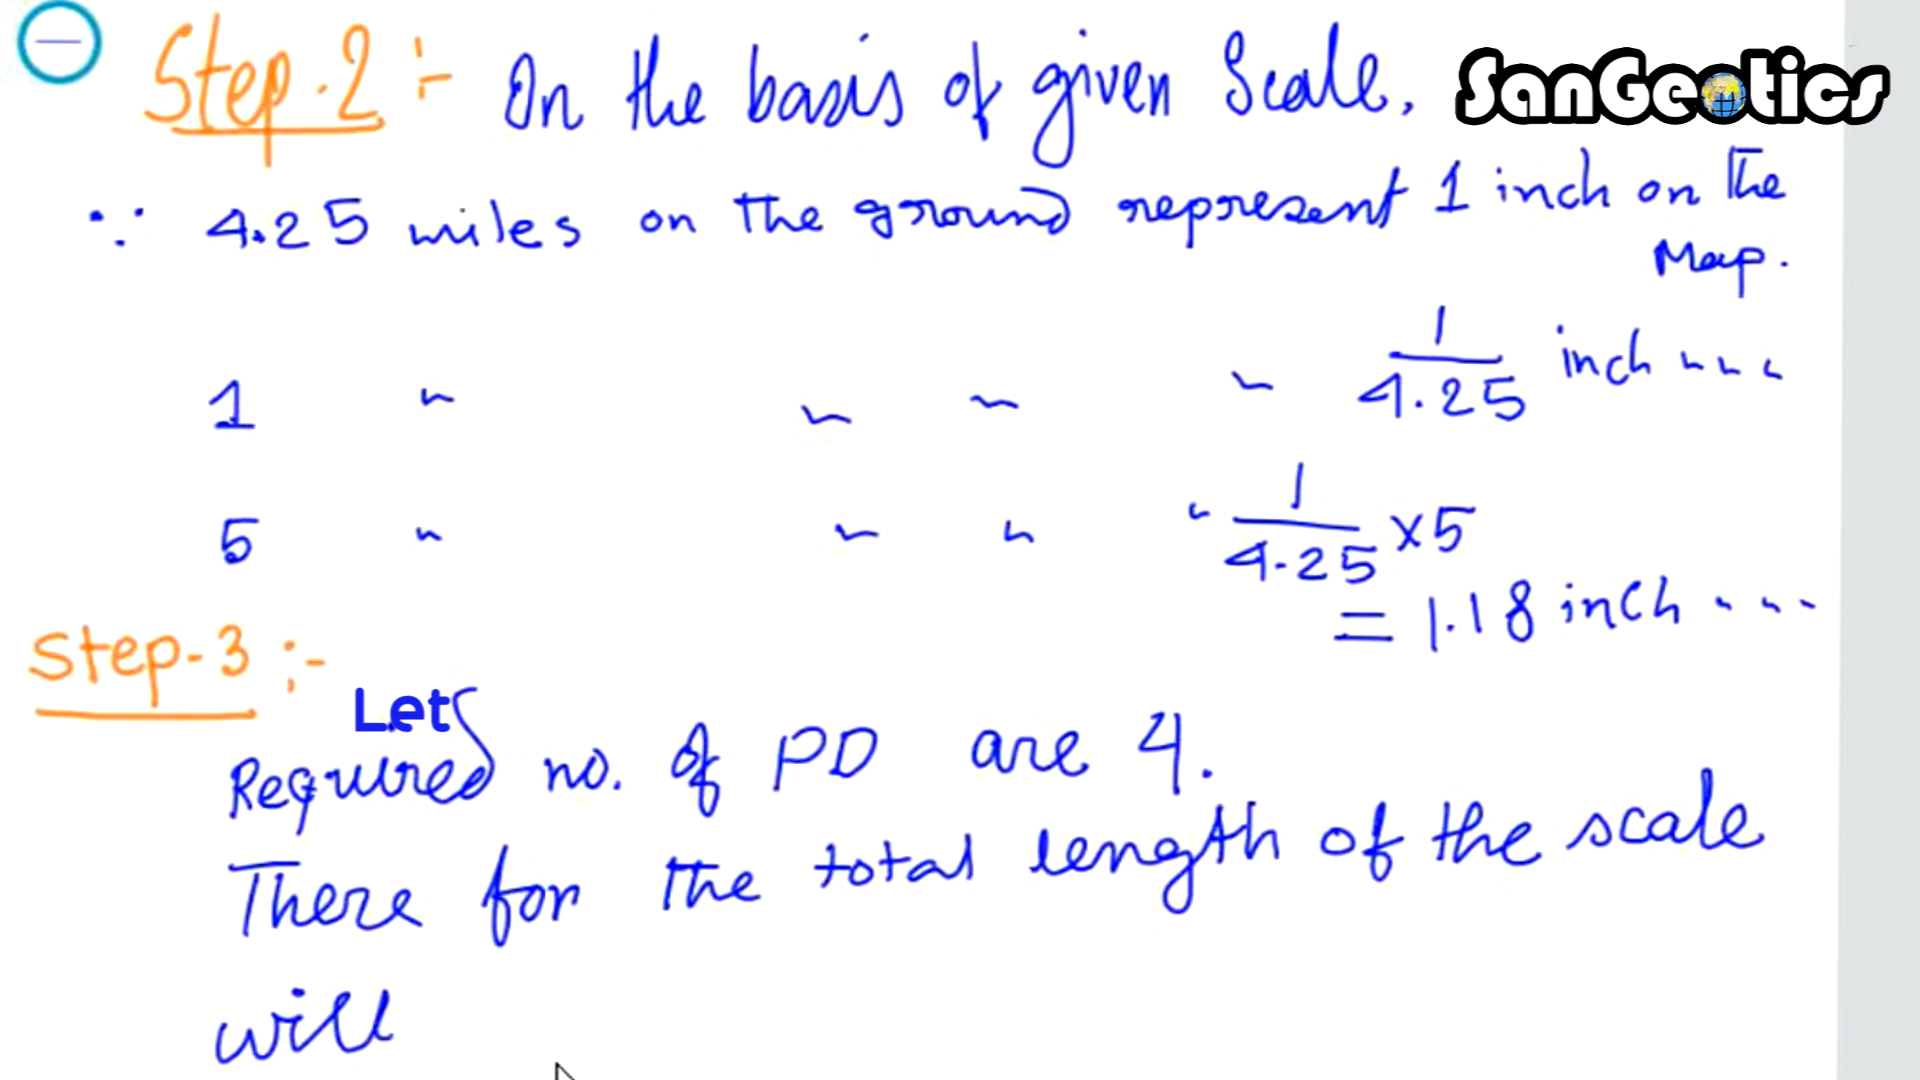 Step.2 :- On the basis of given Scale.
SanGeotics
∵ 4.25 miles on the ground represent 1 inch on the
Map.
1 " " " " 1/4.25 inch " " "
5 " " " " 1/4.25 x5
= 1.18 inch " " "
Step-3 :-
Let
Required no. of PD are 4.
There for the total length of the scale
will